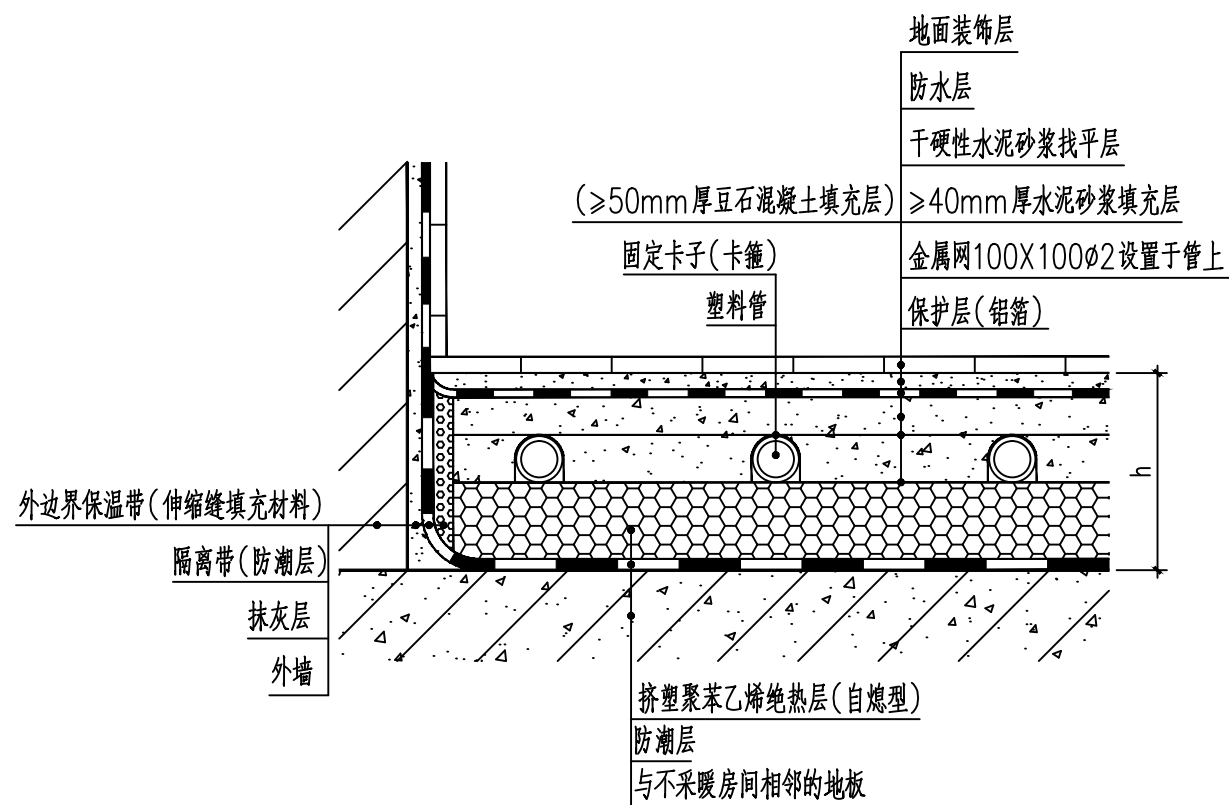 地面装饰层
防水层
干硬性水泥砂浆找平层
(≥50mm厚豆石混凝土填充层) ≥40mm厚水泥砂浆填充层
固定卡子(卡箍)
金属网100X100Ø2设置于管上
塑料管
保护层(铝箔)
h
外边界保温带(伸缩缝填充材料)
隔离带(防潮层)
抹灰层
外墙
挤塑聚苯乙烯绝热层(自熄型)
防潮层
与不采暖房间相邻的地板